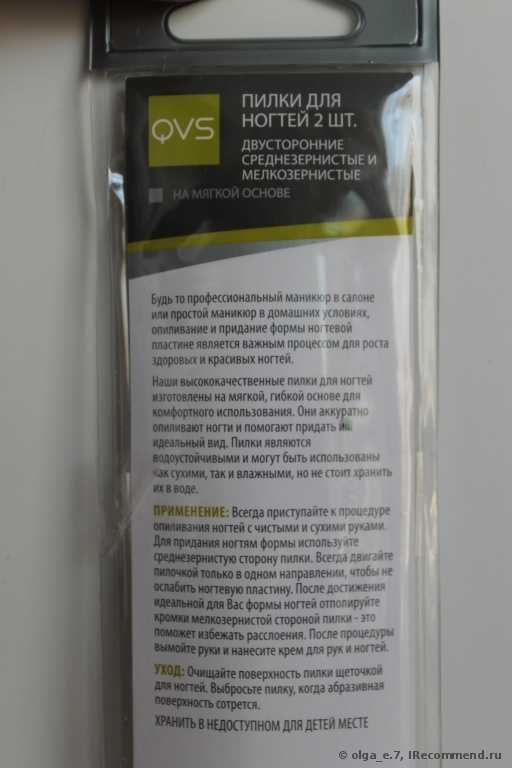 QVS
ПИЛКИ ДЛЯ
НОГТЕЙ 2 ШТ.
ДВУСТОРОННИЕ
СРЕДНЕЗЕРНИСТЫЕ И
МЕЛКОЗЕРНИСТЫЕ
НА МЯГКОЙ ОСНОВЕ
Будь то профессиональный маникюр в салоне
или простой маникюр в домашних условиях,
опиливание и придание формы ногтевой
пластине является важным процессом для роста
здоровых и красивых ногтей.
Наши высококачественные пилки для ногтей
изготовлены на мягкой, гибкой основе для
комфортного использования. Они аккуратно
опиливают ногти и помогают придать им
идеальный вид. Пилки являются
водоустойчивыми и могут быть использованы
как сухими, так и влажными, но не стоит хранить
их в воде.
ПРИМЕНЕНИЕ: Всегда приступайте к процедуре
опиливания ногтей с чистыми и сухими руками.
Для придания ногтям формы используйте
среднезернистую сторону пилки. Всегда двигайте
пилочкой только в одном направлении, чтобы не
ослабить ногтевую пластину. После достижения
идеальной для Вас формы ногтей отполируйте
кромки мелкозернистой стороной пилки - это
поможет избежать расслоения. После процедуры
вымойте руки и нанесите крем для рук и ногтей.
УХОД: Очищайте поверхность пилки щеточкой
для ногтей. Выбросьте пилку, когда абразивная
поверхность сотрется.
ХРАНИТЬ В НЕДОСТУПНОМ ДЛЯ ДЕТЕЙ МЕСТЕ
© olga_e.7, IRecommend.ru